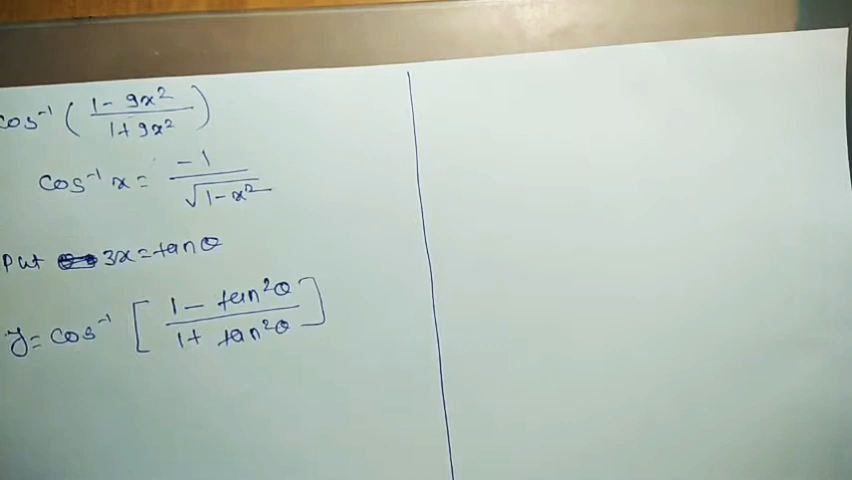 cos⁻¹ ( 1 - 9x² / 1 + 9x² )
cos⁻¹ x = -1 / √1 - x²
Put 3x = tanθ
y = cos⁻¹ [ 1 - tan²θ / 1 + tan²θ ]